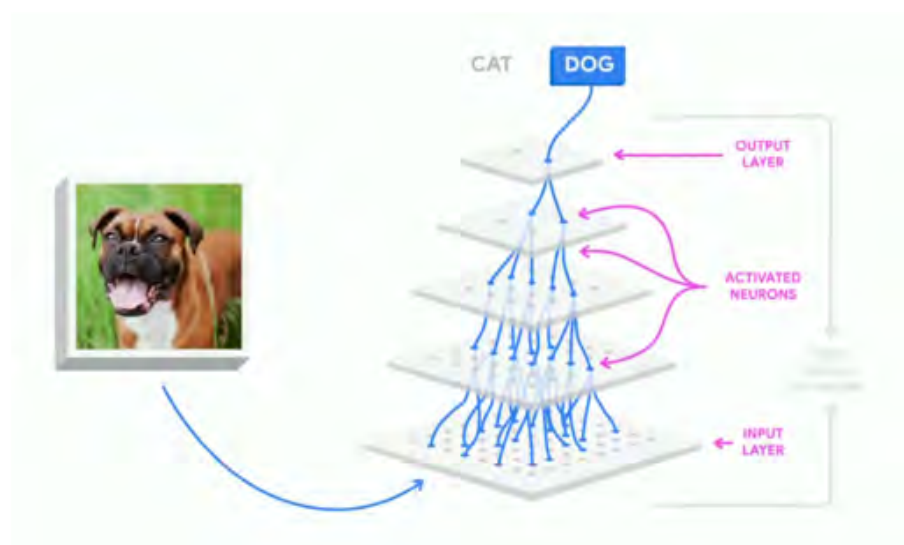 CAT
DOG
OUTPUT
LAYER
ACTIVATED
NEURONS
INPUT
LAYER